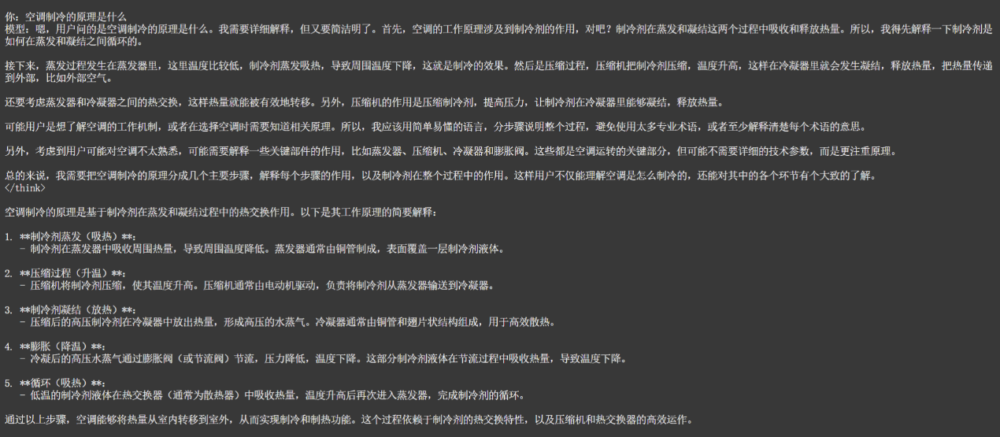 你：空调制冷的原理是什么
模型：嗯，用户问的是空调制冷的原理是什么。我需要详细解释，但又要简洁明了。首先，空调的工作原理涉及到制冷剂的作用，对吧？制冷剂在蒸发和凝结这两个过程中吸收和释放热量。所以，我得先解释一下制冷剂是
如何在蒸发和凝结之间循环的。
接下来，蒸发过程发生在蒸发器里，这里温度比较低，制冷剂蒸发吸热，导致周围温度下降，这就是制冷的效果。然后是压缩过程，压缩机把制冷剂压缩，温度升高，这样在冷凝器里就会发生凝结，释放热量，把热量传递
到外部，比如外部空气。
还要考虑蒸发器和冷凝器之间的热交换，这样热量就能被有效地转移。另外，压缩机的作用是压缩制冷剂，提高压力，让制冷剂在冷凝器里能够凝结，释放热量。
可能用户是想了解空调的工作机制，或者在选择空调时需要知道相关原理。所以，我应该用简单易懂的语言，分步骤说明整个过程，避免使用太多专业术语，或者至少解释清楚每个术语的意思。
另外，考虑到用户可能对空调不太熟悉，可能需要解释一些关键部件的作用，比如蒸发器、压缩机、冷凝器和膨胀阀。这些都是空调运转的关键部分，但可能不需要详细的技术参数，而是更注重原理。
总的来说，我需要把空调制冷的原理分成几个主要步骤，解释每个步骤的作用，以及制冷剂在整个过程中的作用。这样用户不仅能理解空调是怎么制冷的，还能对其中的各个环节有个大致的了解。
</think>
空调制冷的原理是基于制冷剂在蒸发和凝结过程中的热交换作用。以下是其工作原理的简要解释：
1. **制冷剂蒸发（吸热）**：
- 制冷剂在蒸发器中吸收周围热量，导致周围温度降低。蒸发器通常由铜管制成，表面覆盖一层制冷剂液体。
2. **压缩过程（升温）**：
- 压缩机将制冷剂压缩，使其温度升高。压缩机通常由电动机驱动，负责将制冷剂从蒸发器输送到冷凝器。
3. **制冷剂凝结（放热）**：
- 压缩后的高压制冷剂在冷凝器中放出热量，形成高压的水蒸气。冷凝器通常由铜管和翅片状结构组成，用于高效散热。
4. **膨胀（降温）**：
- 冷凝后的高压水蒸气通过膨胀阀（或节流阀）节流，压力降低，温度下降。这部分制冷剂液体在节流过程中吸收热量，导致温度下降。
5. **循环（吸热）**：
- 低温的制冷剂液体在热交换器（通常为散热器）中吸收热量，温度升高后再次进入蒸发器，完成制冷剂的循环。
通过以上步骤，空调能够将热量从室内转移到室外，从而实现制冷和制热功能。这个过程依赖于制冷剂的热交换特性，以及压缩机和热交换器的高效运作。